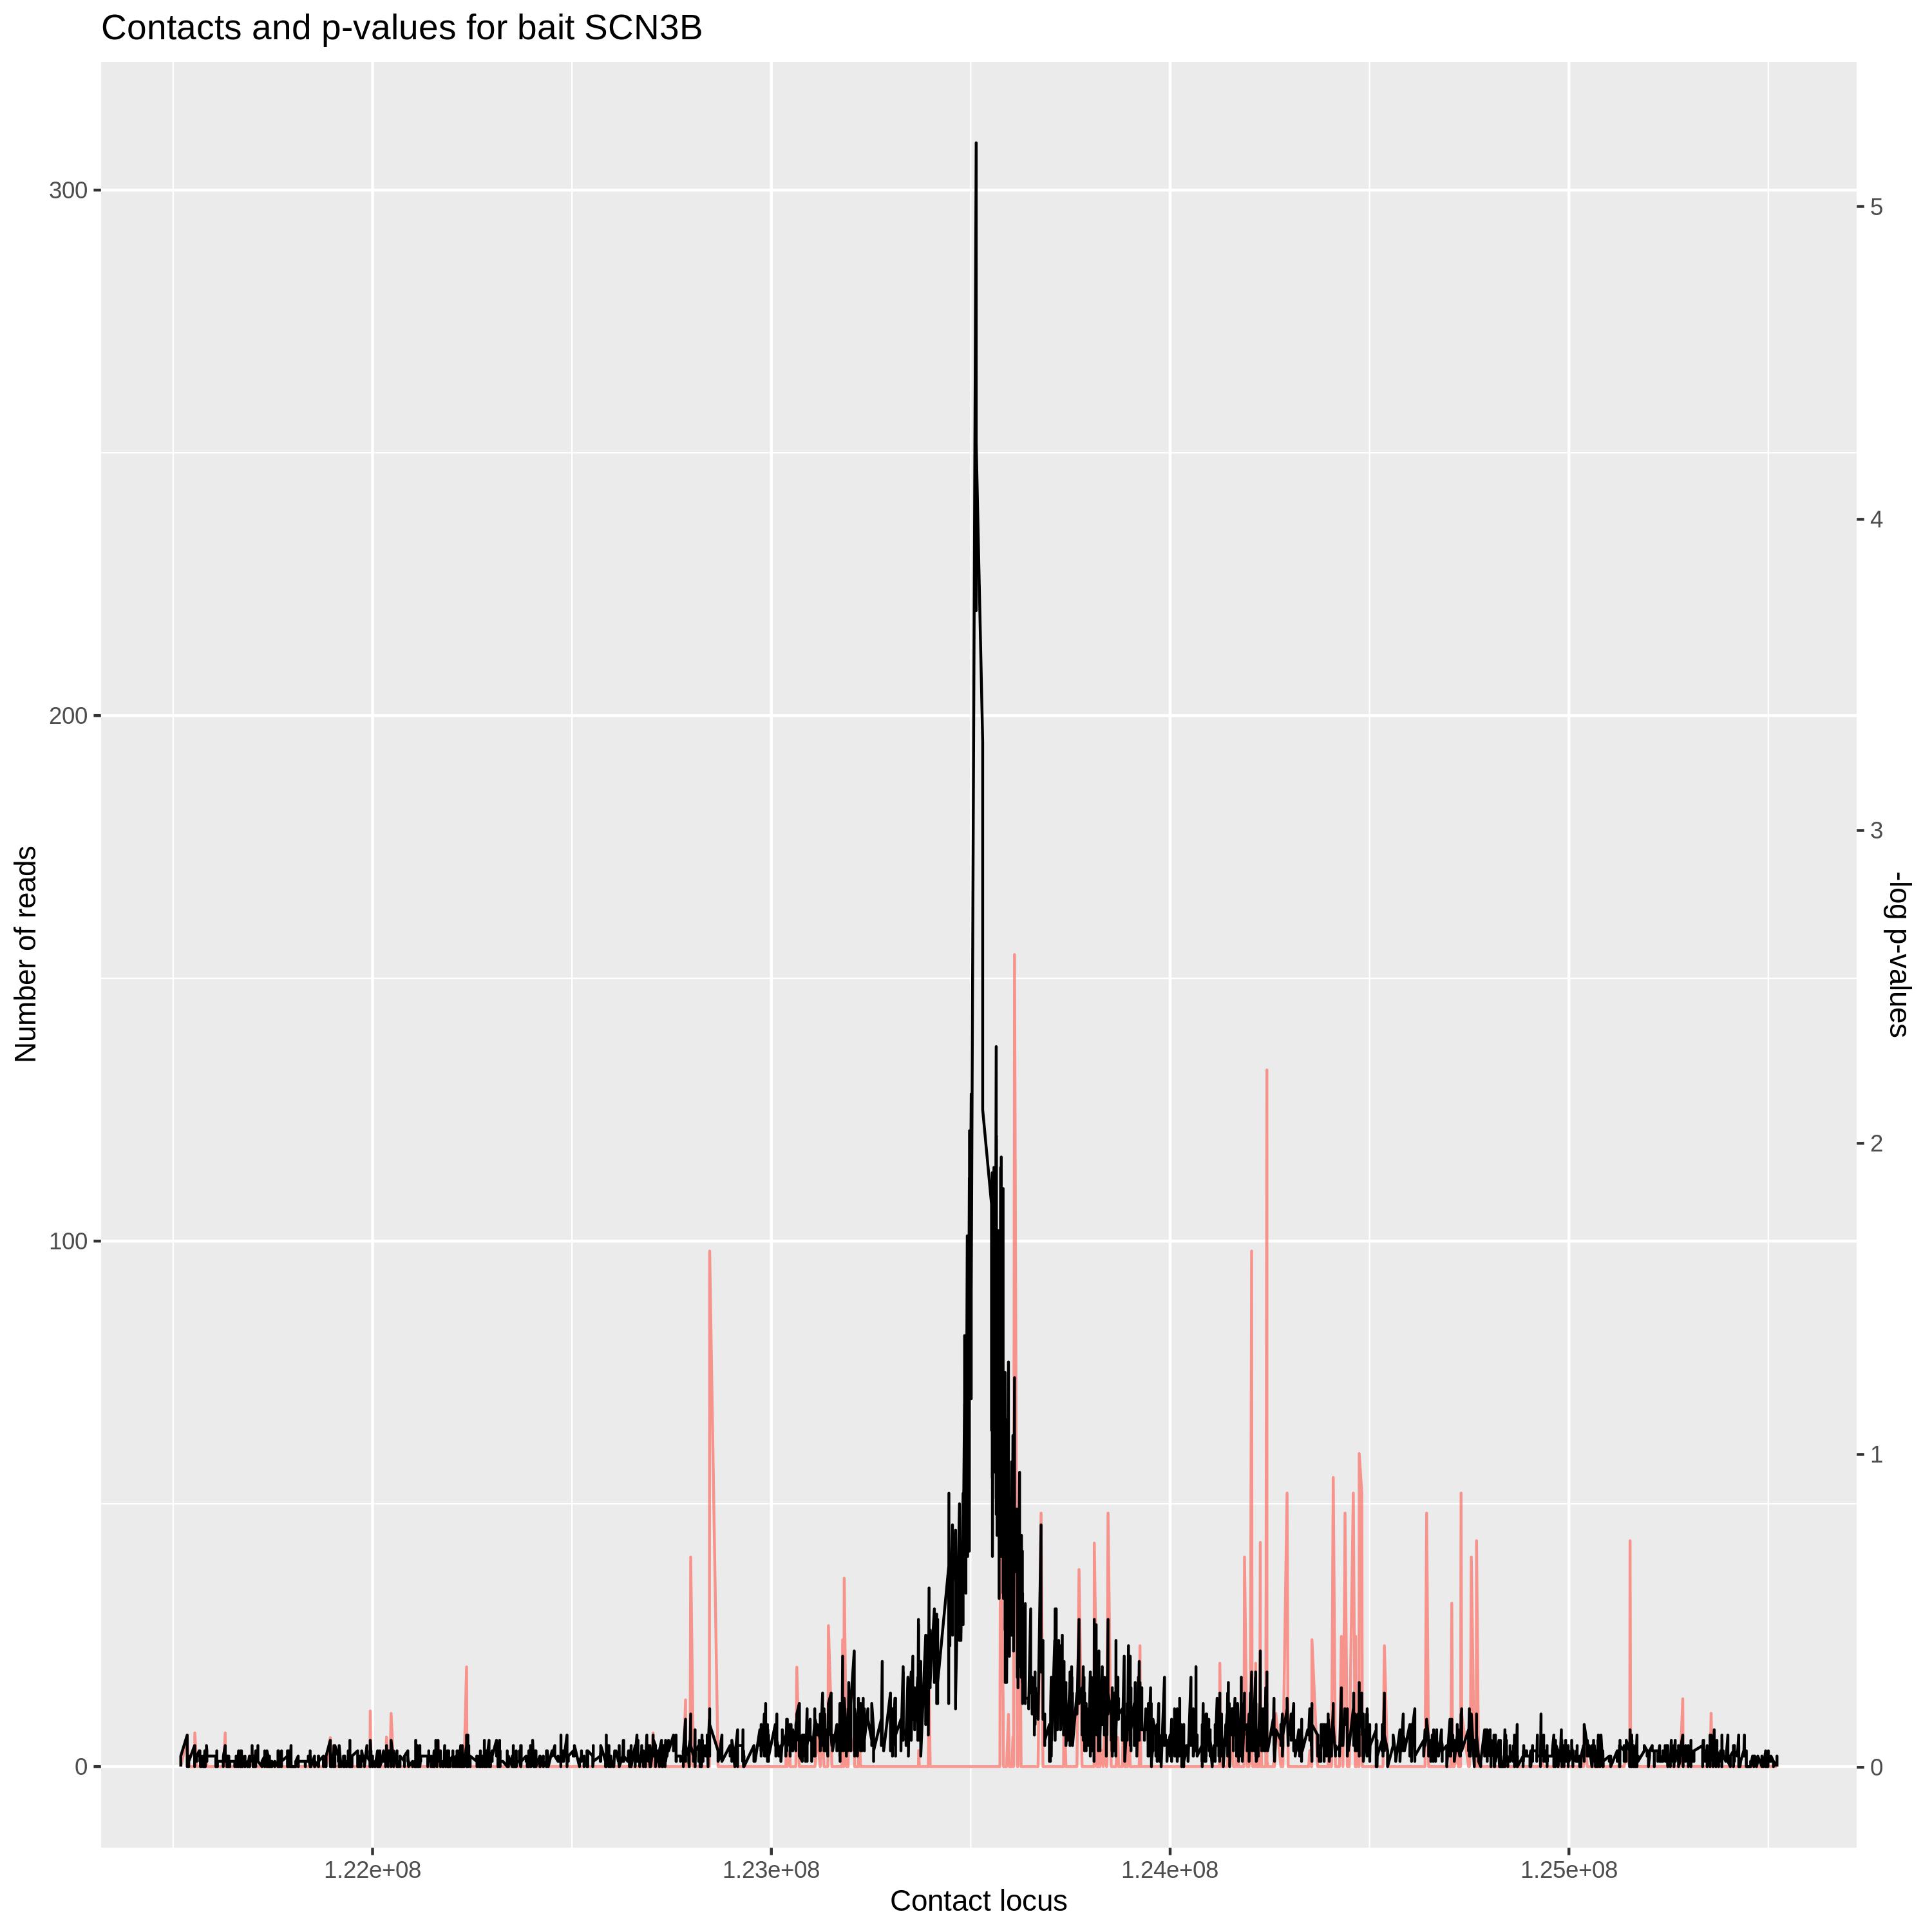 Contacts and p-values for bait SCN3B
Number of reads
300
200
100
0
5
4
3
2
1
0
-log p-values
1.22e+08
1.23e+08
1.24e+08
1.25e+08
Contact locus